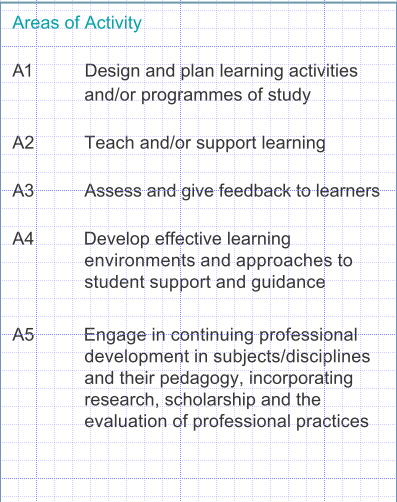 Areas of Activity
A1 Design and plan learning activities
and/or programmes of study
A2 Teach and/or support learning
A3 Assess and give feedback to learners
A4 Develop effective learning
environments and approaches to
student support and guidance
A5 Engage in continuing professional
development in subjects/disciplines
and their pedagogy, incorporating
research, scholarship and the
evaluation of professional practices